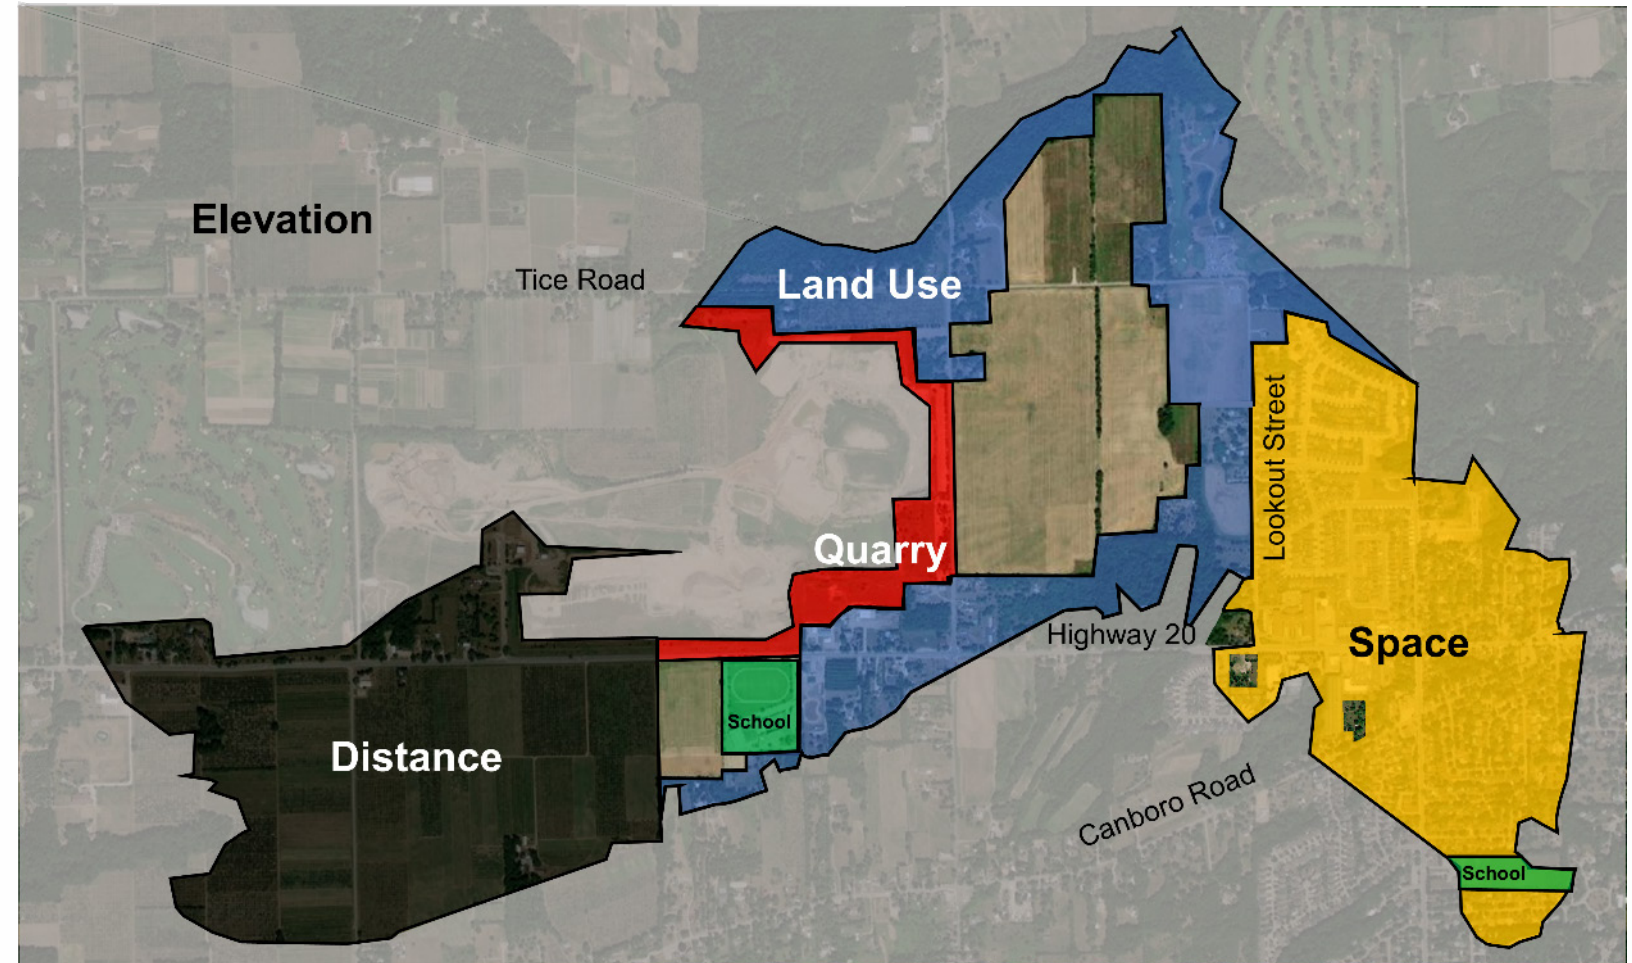 Elevation
Tice Road
Land Use
Lookout Street
Quarry
Highway 20
Space
School
Distance
Canboro Road
School